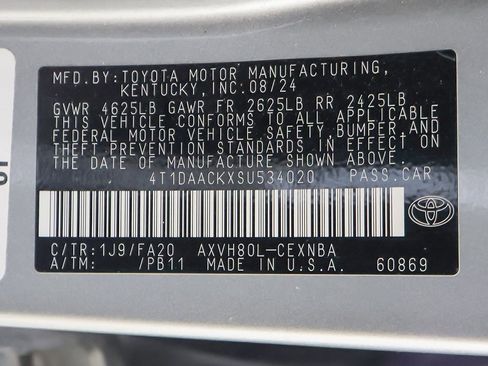 MFD.BY: TOYOTA MOTOR MANUFACTURING,
KENTUCKY, INC. 08/24
GVWR 4625LB GAWR FR 2625LB RR 2425LB
THIS VEHICLE CONFORMS TO ALL APPLICABLE
FEDERAL MOTOR VEHICLE SAFETY, BUMPER, AND
THEFT PREVENTION STANDARDS IN EFFECT ON
THE DATE OF MANUFACTURE SHOWN ABOVE.
4T1DAACKXSU534020 PASS.CAR
C/TR: 1J9/FA20 AXVH80L-CEXNBA
A/TM: /PB11 MADE IN U.S.A. 60869
TOYOTA